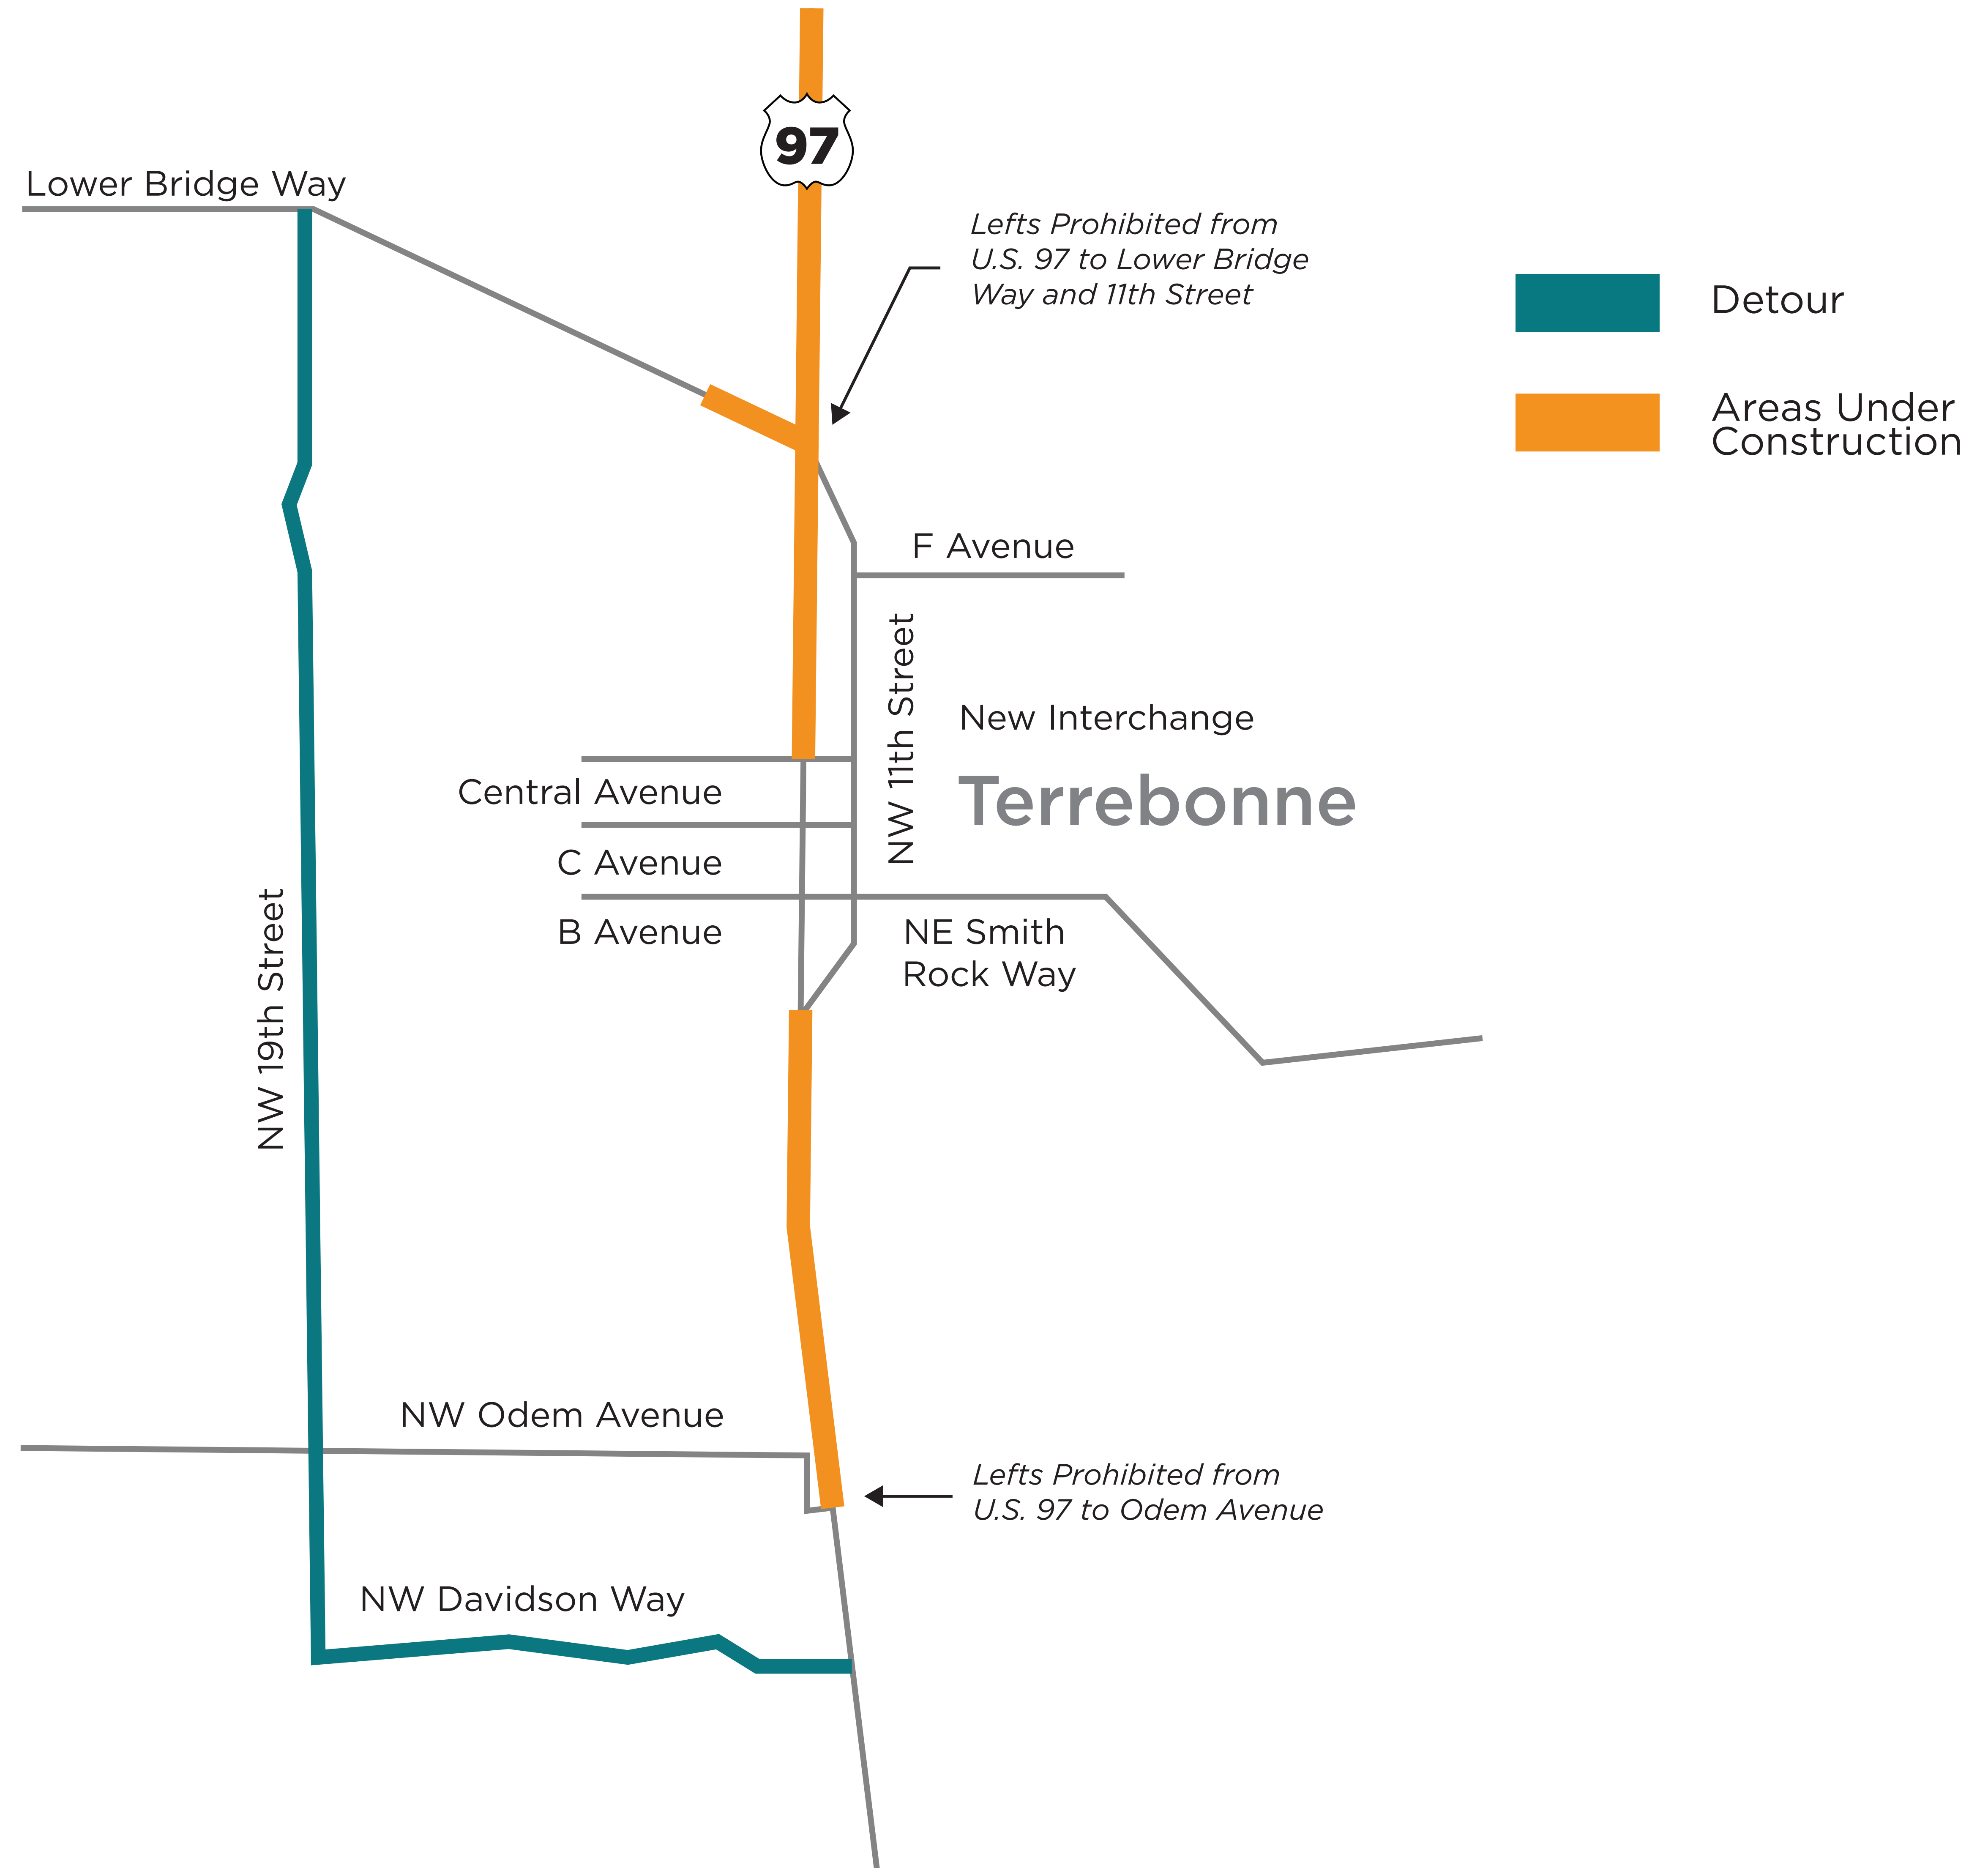 97
Lower Bridge Way
Lefts Prohibited from
U.S. 97 to Lower Bridge
Way and 11th Street
Detour
Areas Under
Construction
F Avenue
NW 11th Street
New Interchange
Central Avenue
Terrebonne
C Avenue
B Avenue
NE Smith
Rock Way
NW 19th Street
NW Odem Avenue
Lefts Prohibited from
U.S. 97 to Odem Avenue
NW Davidson Way